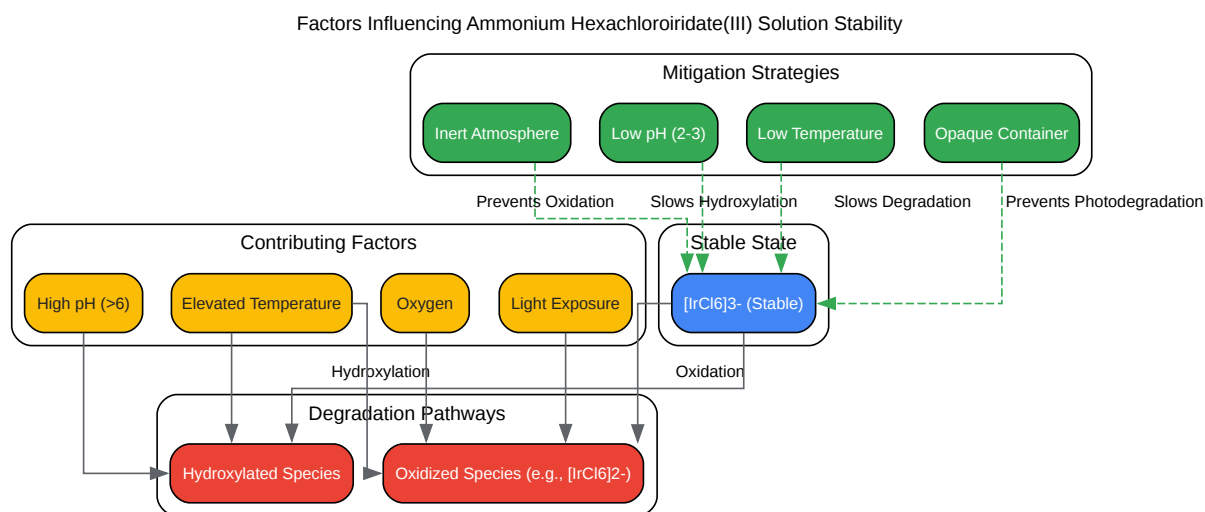 Factors Influencing Ammonium Hexachloroiridate(III) Solution Stability
Mitigation Strategies
Inert Atmosphere
Low pH (2-3)
Low Temperature
Opaque Container
Prevents Oxidation
Slows Hydroxylation
Slows Degradation
Prevents Photodegradation
Contributing Factors
Stable State
High pH (>6)
Elevated Temperature
Oxygen
Light Exposure
[IrCl6]3- (Stable)
Hydroxylation
Oxidation
Degradation Pathways
Hydroxylated Species
Oxidized Species (e.g., [IrCl6]2-)